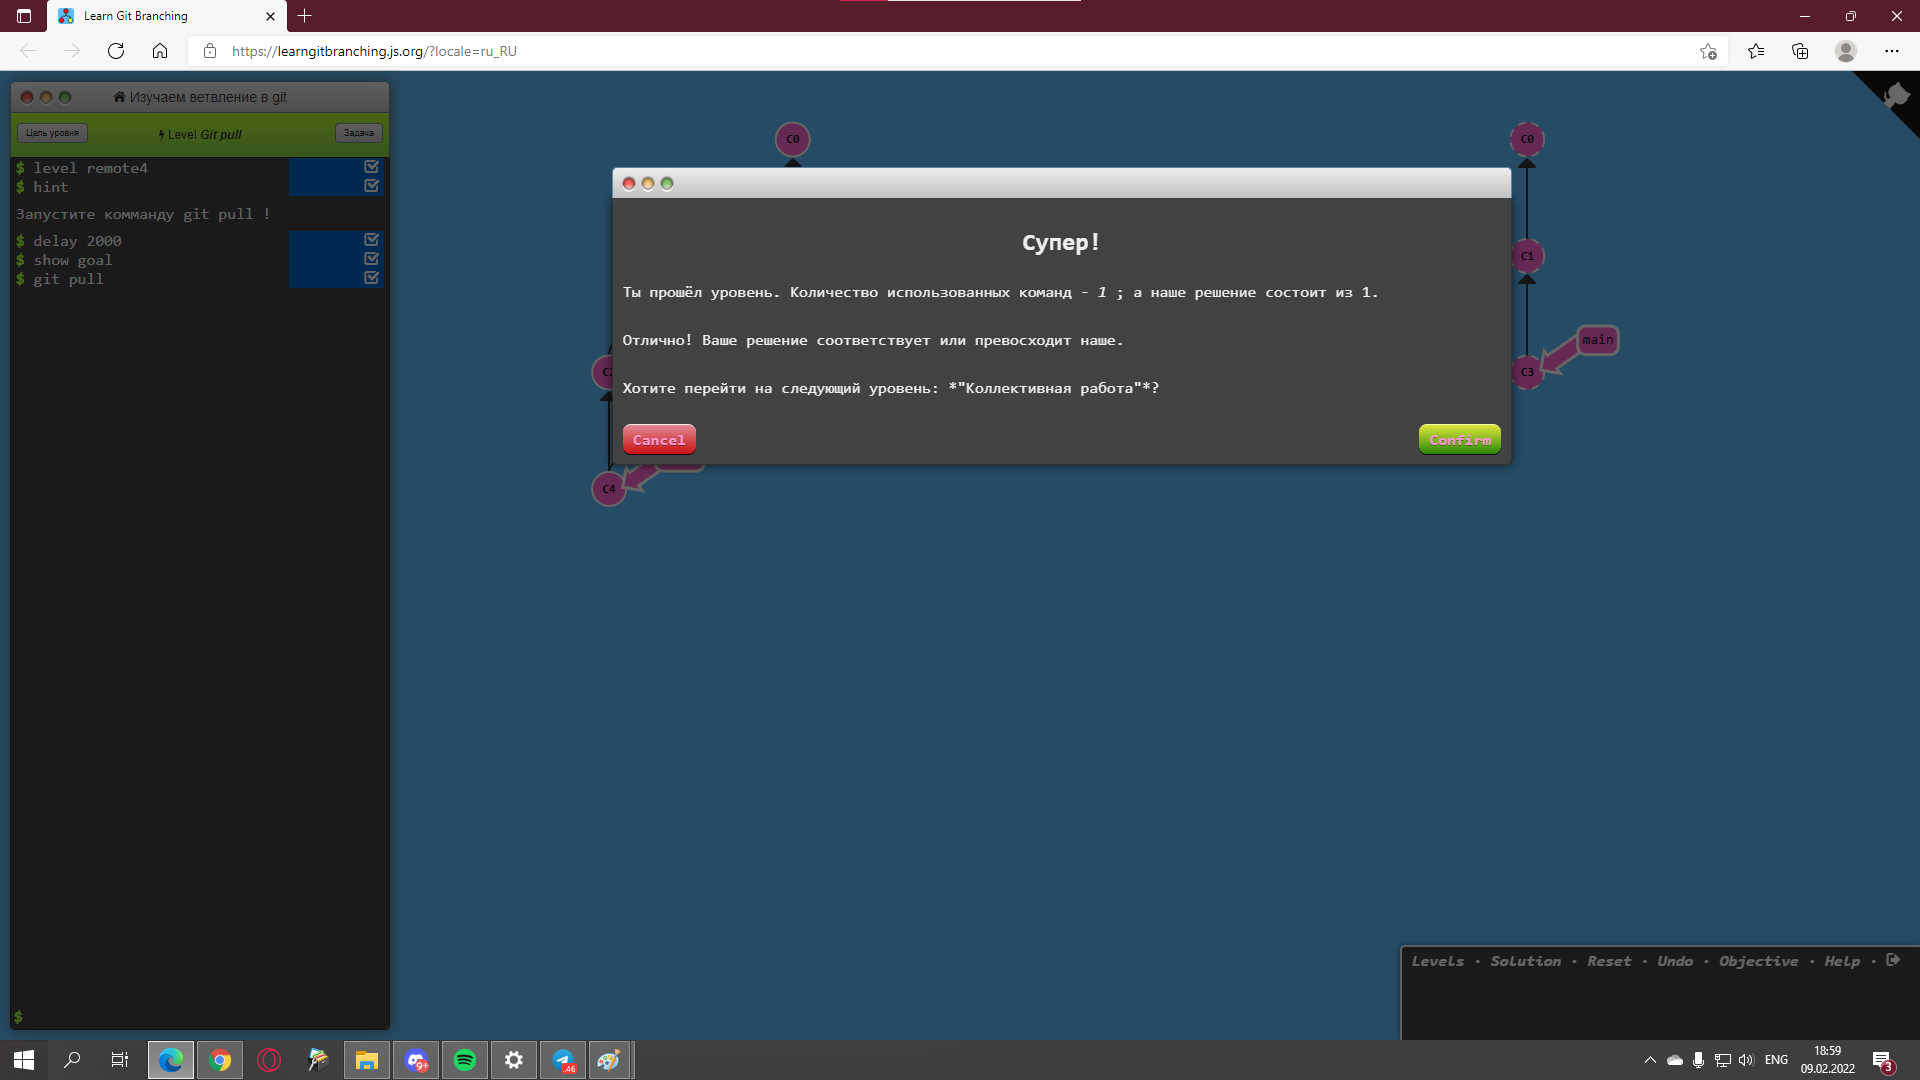 Learn Git Branching
https://learngitbranching.js.org/?locale=ru_RU
Изучаем ветвление в git
Цель уровня
Level Git pull
Задача
$ level remote4
$ hint
Запустите комманду git pull !
$ delay 2000
$ show goal
$ git pull
$
C0
C4
Супер!
Ты прошёл уровень. Количество использованных команд - 1 ; а наше решение состоит из 1.
Отлично! Ваше решение соответствует или превосходит наше.
Хотите перейти на следующий уровень: *"Коллективная работа"*?
Cancel
Confirm
C0
C1
main
C3
Levels · Solution · Reset · Undo · Objective · Help ·
9+
.46
ENG
18:59
09.02.2022
3